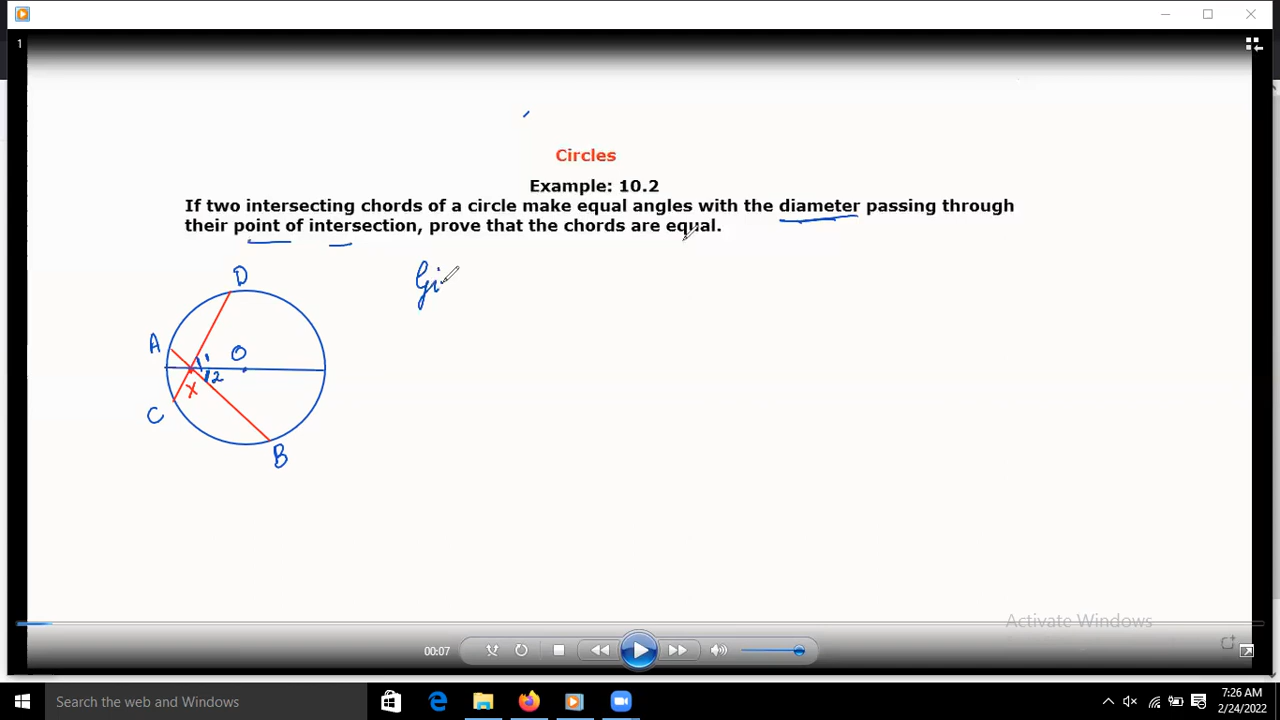 1
Circles
Example: 10.2
If two intersecting chords of a circle make equal angles with the diameter passing through
their point of intersection, prove that the chords are equal.
D
Gi
A
1
O
2
X
C
B
Activate Windows
00:07
Search the web and Windows
7:26 AM
2/24/2022